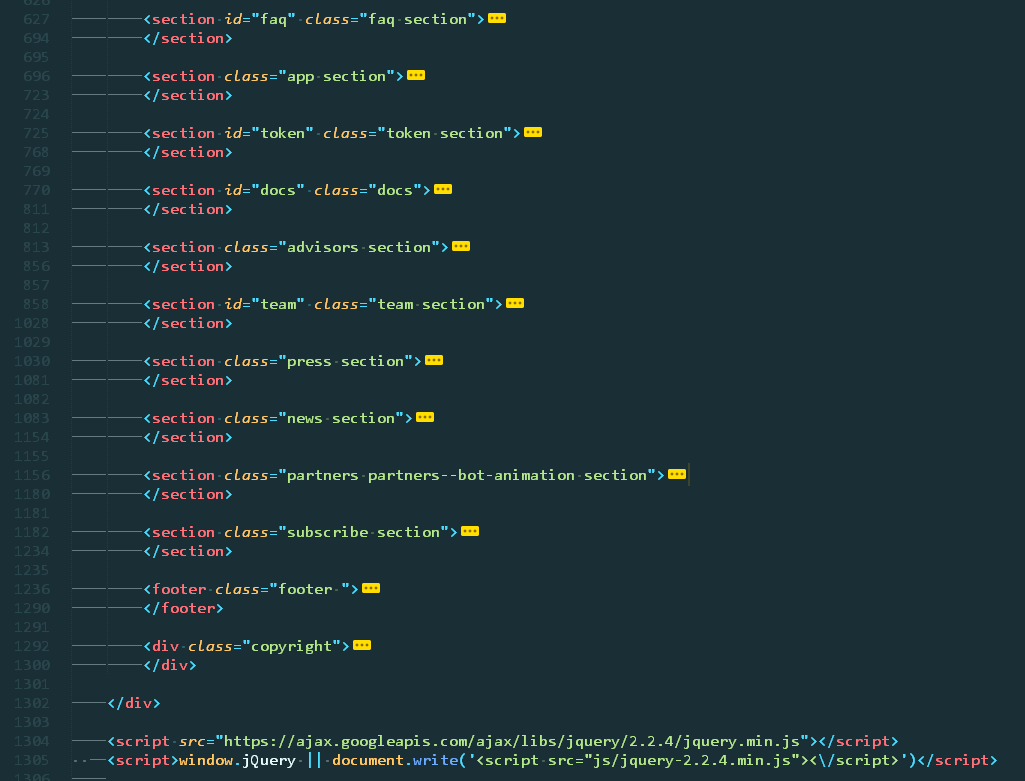 626
627 <section id="faq" class="faq section">
694 </section>
695
696 <section class="app section">
723 </section>
724
725 <section id="token" class="token section">
768 </section>
769
770 <section id="docs" class="docs">
811 </section>
812
813 <section class="advisors section">
856 </section>
857
858 <section id="team" class="team section">
1028 </section>
1029
1030 <section class="press section">
1081 </section>
1082
1083 <section class="news section">
1154 </section>
1155
1156 <section class="partners partners--bot-animation section">
1180 </section>
1181
1182 <section class="subscribe section">
1234 </section>
1235
1236 <footer class="footer ">
1290 </footer>
1291
1292 <div class="copyright">
1300 </div>
1301
1302 </div>
1303
1304 <script src="https://ajax.googleapis.com/ajax/libs/jquery/2.2.4/jquery.min.js"></script>
1305 <script>window.jQuery || document.write('<script src="js/jquery-2.2.4.min.js"><\/script>')</script>
1306